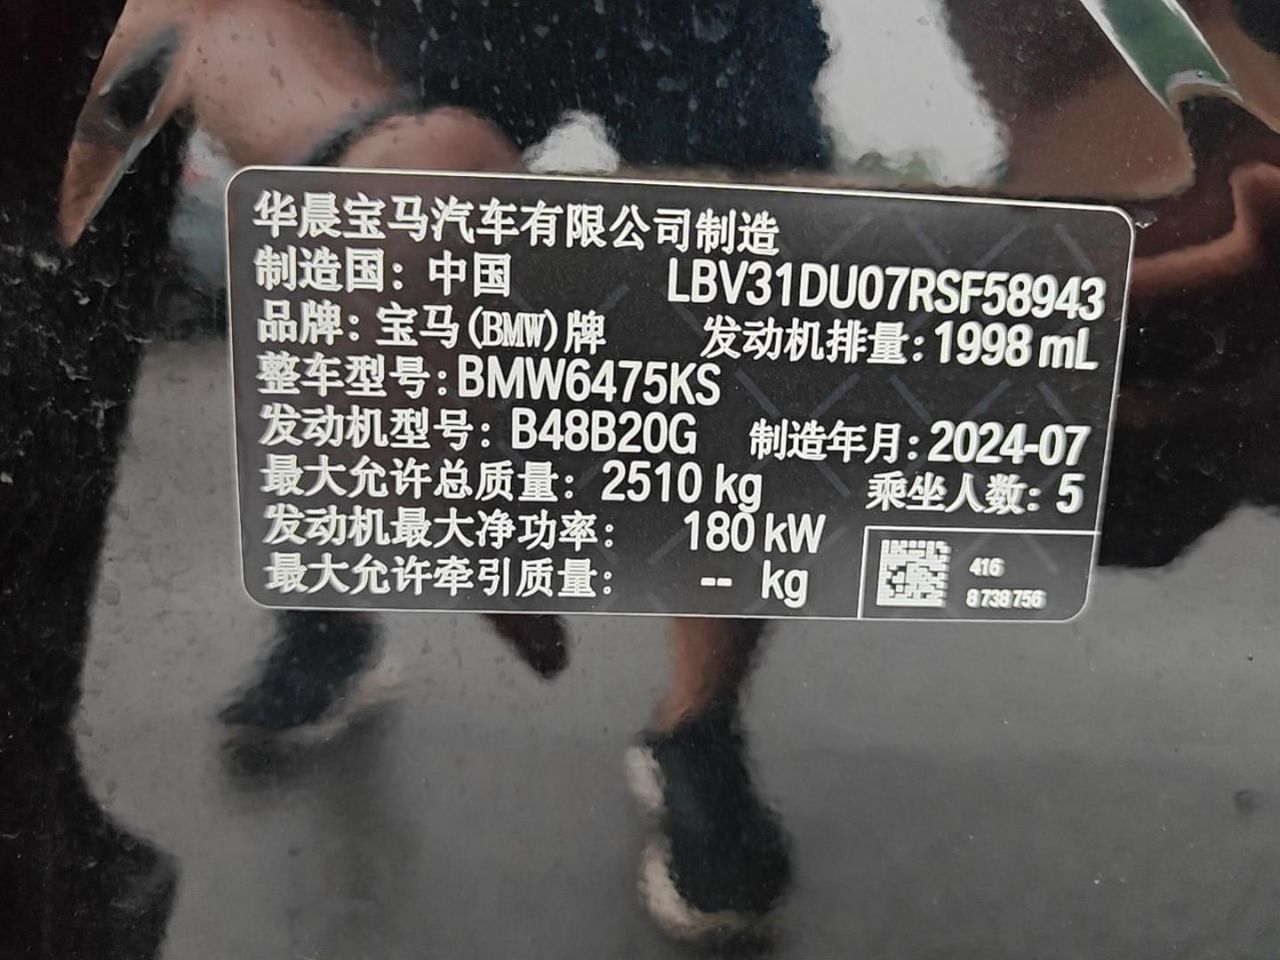 华晨宝马汽车有限公司制造
制造国：中国 LBV31DU07RSF58943
品牌：宝马(BMW)牌 发动机排量：1998 mL
整车型号：BMW6475KS
发动机型号：B48B20G 制造年月：2024-07
最大允许总质量：2510 kg 乘坐人数：5
发动机最大净功率：180 kW
最大允许牵引质量：-- kg
416
8 738 756